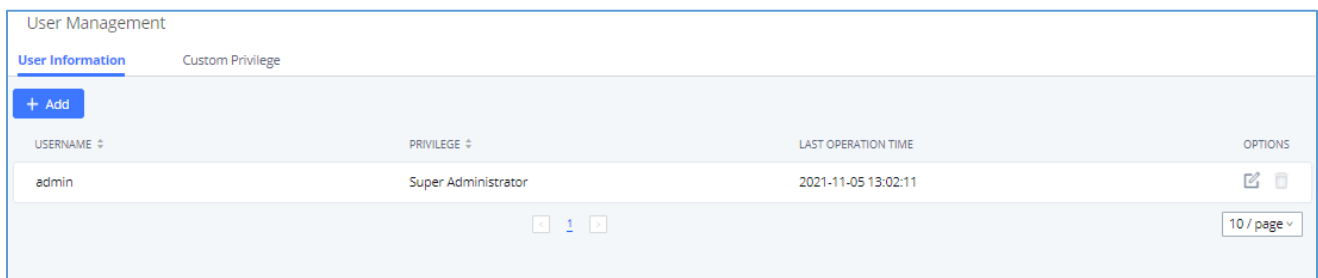 User Management
User Information Custom Privilege
+ Add
USERNAME PRIVILEGE LAST OPERATION TIME OPTIONS
admin Super Administrator 2021-11-05 13:02:11
< 1 > 10 / page